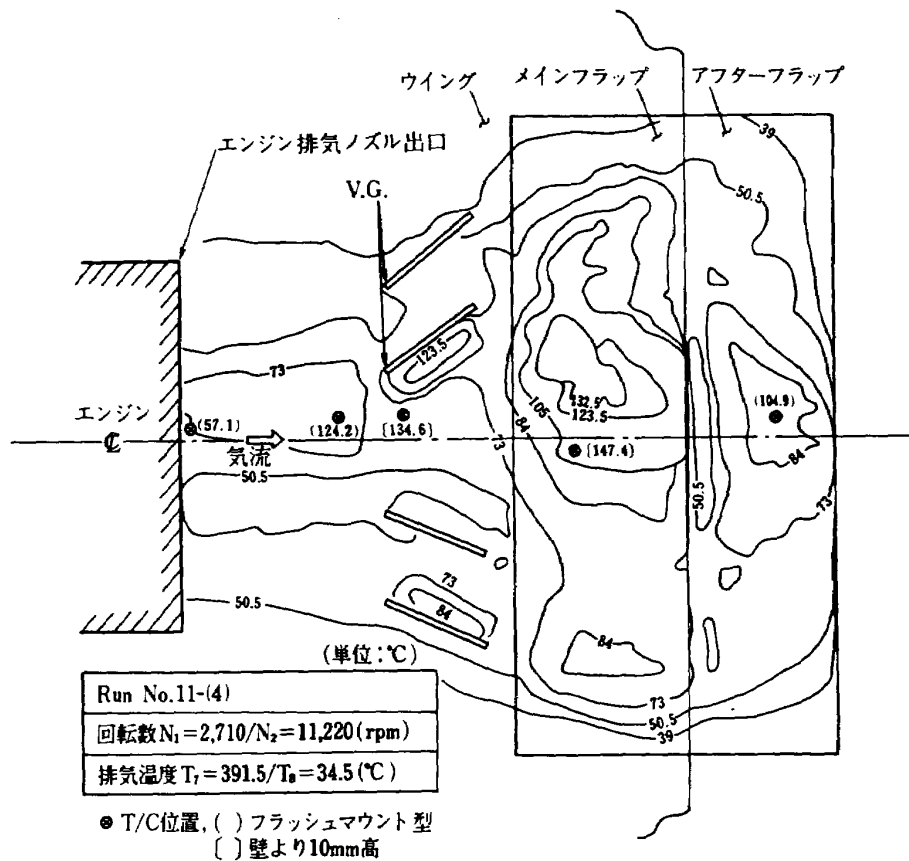 ウイング
メインフラップ
アフターフラップ
エンジン排気ノズル出口
V.G.
39
50.5
123.5
73
エンジン
℄
(57.1)
気流
(124.2)
〔134.6〕
105
84
73
132.5
123.5
〔147.4〕
(104.9)
84
73
50.5
50.5
50.5
73
84
84
73
50.5
39
(単位:℃)
Run No.11-(4)
回転数N₁=2,710/N₂=11,220(rpm)
排気温度T₇=391.5/T₈=34.5(℃)
⊗ T/C位置, ( ) フラッシュマウント型
〔 〕壁より10mm高